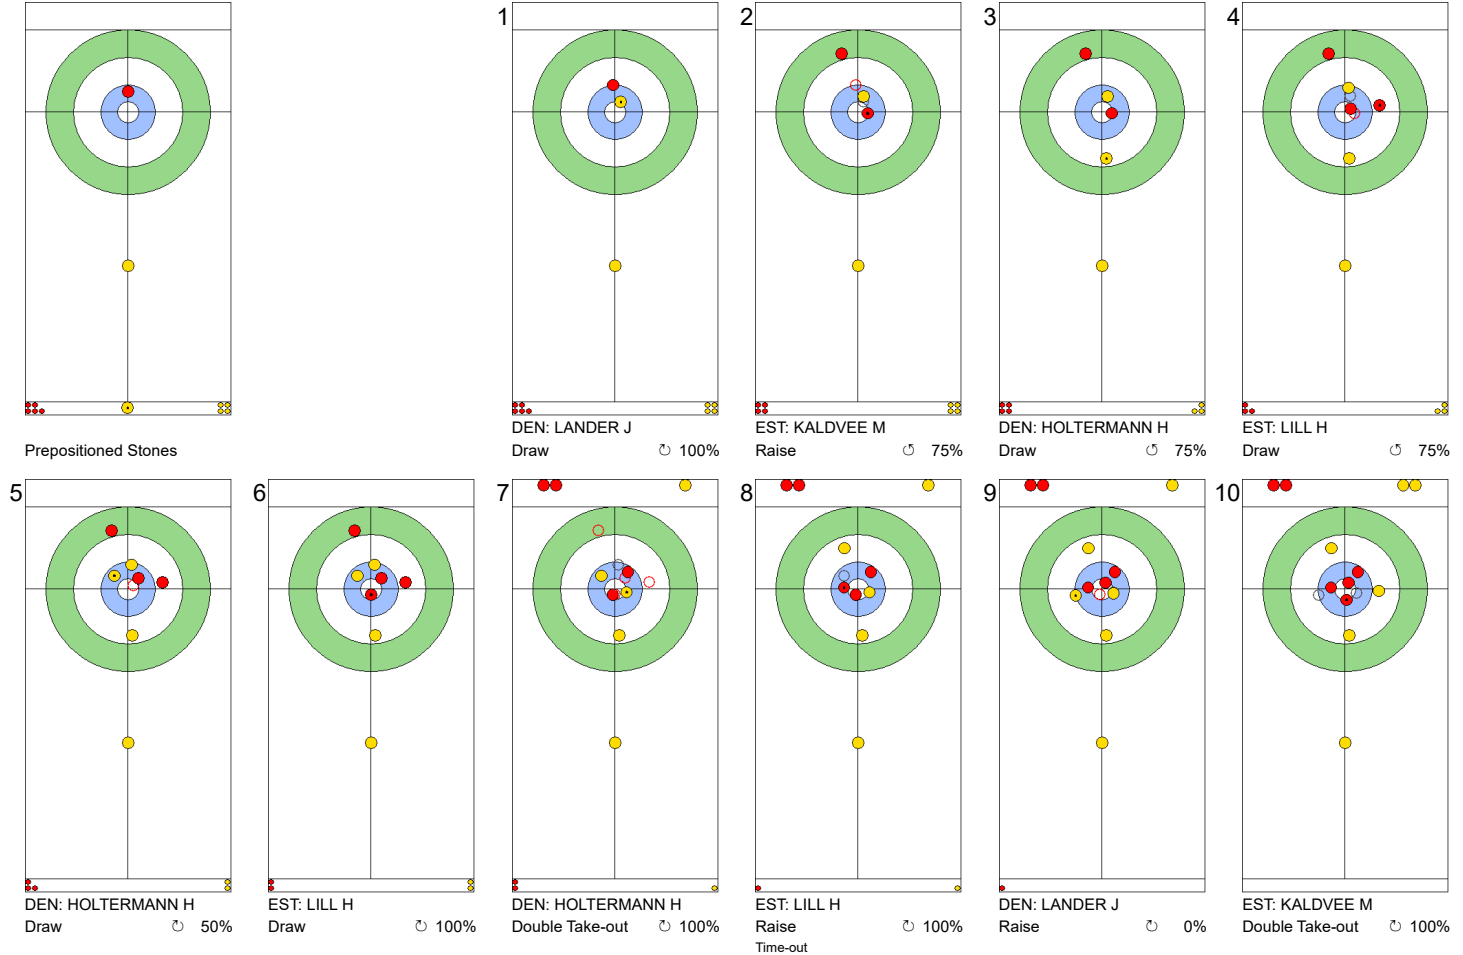 1
2
3
4
Prepositioned Stones
DEN: LANDER J
Draw ↻ 100%
EST: KALDVEE M
Raise ↺ 75%
DEN: HOLTERMANN H
Draw ↺ 75%
EST: LILL H
Draw ↺ 75%
5
6
7
8
9
10
DEN: HOLTERMANN H
Draw ↻ 50%
EST: LILL H
Draw ↻ 100%
DEN: HOLTERMANN H
Double Take-out ↻ 100%
EST: LILL H
Raise ↻ 100%
Time-out
DEN: LANDER J
Raise ↻ 0%
EST: KALDVEE M
Double Take-out ↻ 100%